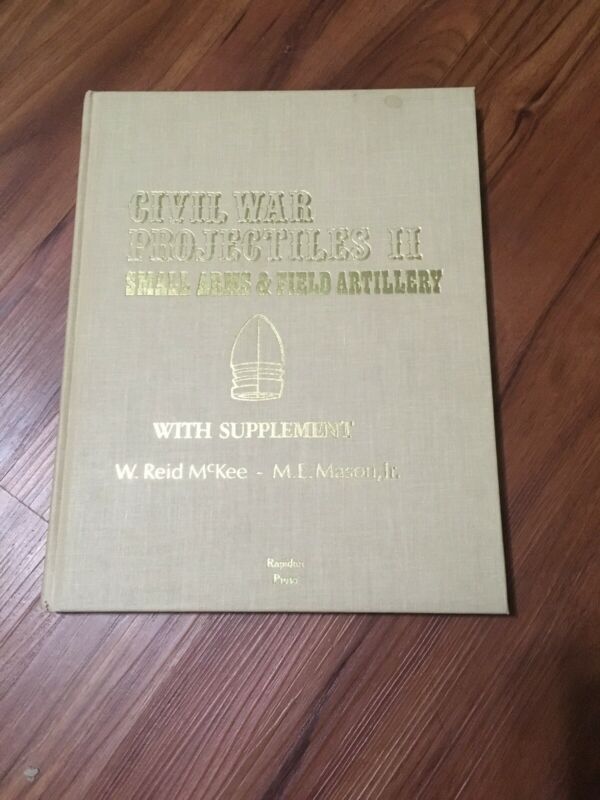 CIVIL WAR
PROJECTILES II
SMALL ARMS & FIELD ARTILLERY
WITH SUPPLEMENT
W. Reid McKee - M.E. Mason, Jr.
Rapidan
Press